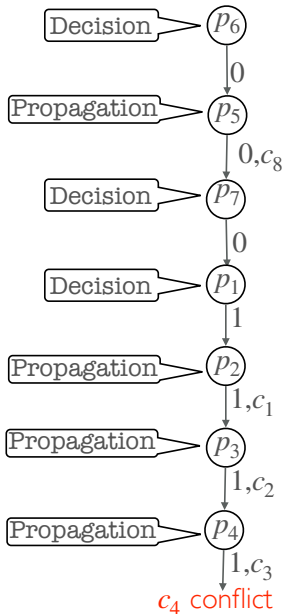 Decision p₆
0
Propagation p₅
0,c₈
Decision p₇
0
Decision p₁
1
Propagation p₂
1,c₁
Propagation p₃
1,c₂
Propagation p₄
1,c₃
c₄ conflict